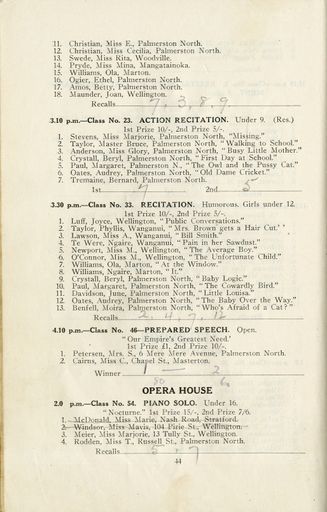 11. Christian, Miss E., Palmerston North.
12. Christian, Miss Cecilia, Palmerston North.
13. Swede, Miss Rita, Woodville.
14. Pryde, Miss Mina, Mangatainoka.
15. Williams, Ola, Marton.
16. Ogier, Ethel, Palmerston North.
17. Amos, Betty, Palmerston North.
18. Maunder, Joan, Wellington.
Recalls 7, 3, 8, 9
3.10 p.m.—Class No. 23. ACTION RECITATION. Under 9. (Res.)
1st Prize 10/-, 2nd Prize 5/-.
1. Stevens, Miss Marjorie, Palmerston North, "Missing."
2. Taylor, Master Bruce, Palmerston North, "Walking to School."
3. Anderson, Miss Glory, Palmerston North, "Busy Little Mother."
4. Crystall, Beryl, Palmerston North, "First Day at School."
5. Paul, Margaret, Palmerston N., "The Owl and the Pussy Cat."
6. Oates, Audrey, Palmerston North, "Old Dame Cricket."
7. Tremaine, Bernard, Palmerston North.
1st 7 2nd 5
3.30 p.m.—Class No. 33. RECITATION. Humorous. Girls under 12.
1st Prize 10/-, 2nd Prize 5/-.
1. Luff, Joyce, Wellington, "Public Conversations."
2. Taylor, Phyllis, Wanganui, "Mrs. Brown gets a Hair Cut.'
3. Lawson, Miss A., Wanganui, "Bill Smith."
4. Te Were, Ngaire, Wanganui, "Pain in her Sawdust."
5. Newport, Miss M., Wellington, "The Average Boy."
6. O'Connor, Miss M., Wellington, "The Unfortunate Child."
7. Williams, Ola, Marton, "At the Window."
8. Williams, Ngaire, Marton, "It."
9. Crystall, Beryl, Palmerston North, "Baby Logic."
10. Paul, Margaret, Palmerston North, "The Cowardly Bird."
11. Davidson, June, Palmerston North, "Little Louisa."
12. Oates, Audrey, Palmerston North, "The Baby Over the Way."
13. Benfell, Moira, Palmerston North, "Who's Afraid of a Cat?"
Recalls 2, 4, 7, 12
4.10 p.m.—Class No. 46—PREPARED SPEECH. Open.
"Our Empire's Greatest Need.'
1st Prize £1, 2nd Prize 10/-.
1. Petersen, Mrs. S., 6 Mere Mere Avenue, Palmerston North.
2. Cairns, Miss C., Chapel St., Masterton.
Winner 1 2
OPERA HOUSE
2.0 p.m.—Class No. 54. PIANO SOLO. Under 16.
"Nocturne." 1st Prize 15/-, 2nd Prize 7/6.
1. McDonald, Miss Marie, Nash Road, Stratford.
2. Windsor, Miss Mavis, 104 Pirie St., Wellington.
3. Meier, Miss Marjorie, 13 Tully St., Wellington.
4. Rodden, Miss T., Russell St., Palmerston North.
Recalls 5 7
44